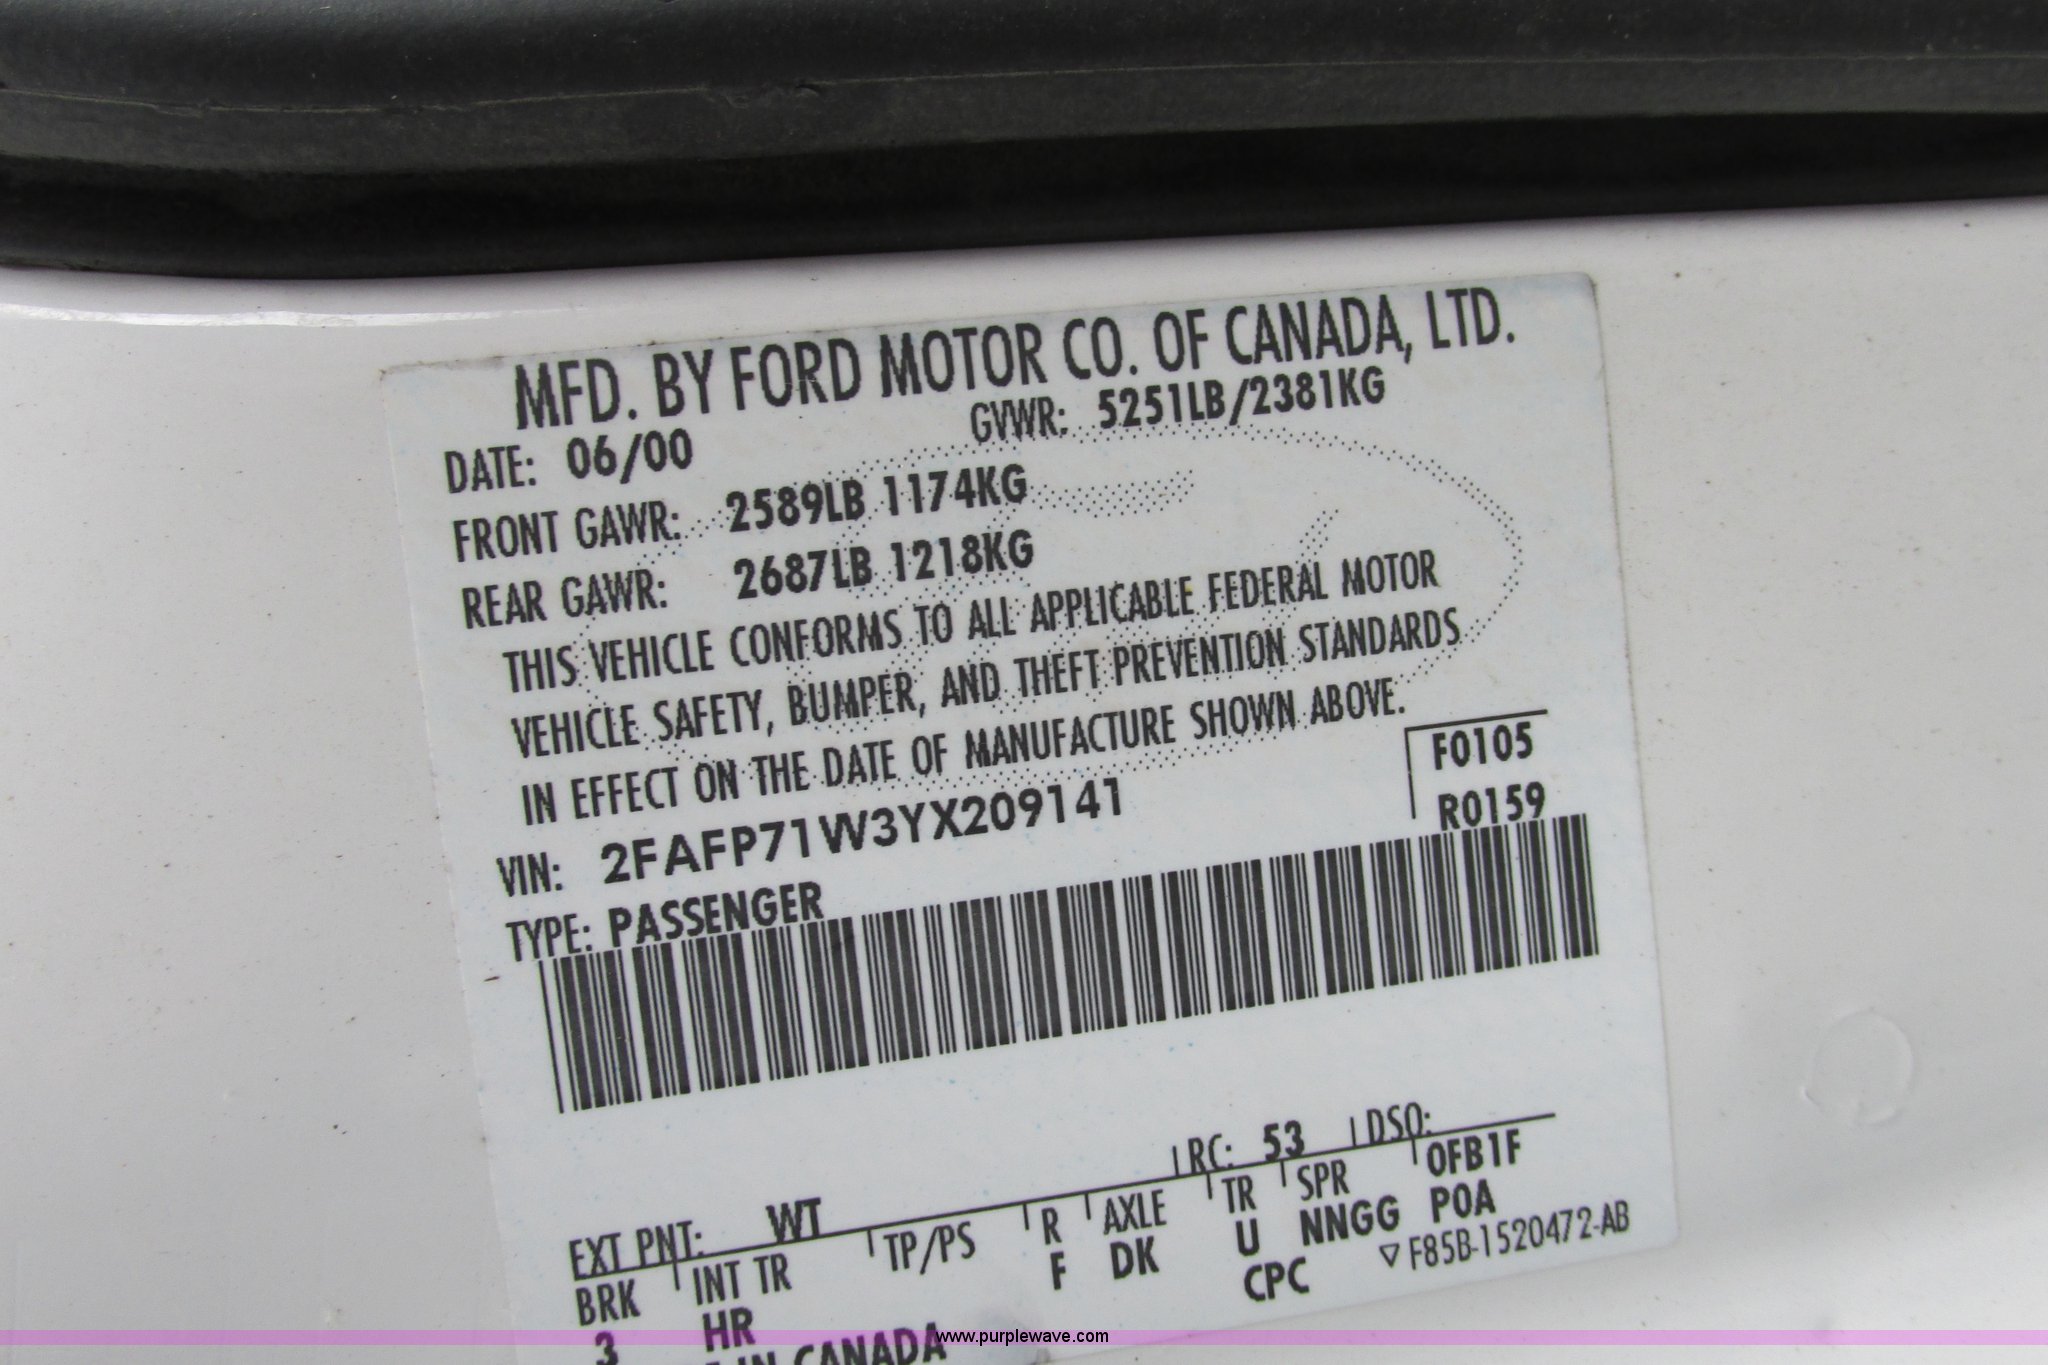 MFD. BY FORD MOTOR CO. OF CANADA, LTD.
DATE: 06/00 GVWR: 5251LB/2381KG
FRONT GAWR: 2589LB 1174KG
REAR GAWR: 2687LB 1218KG
THIS VEHICLE CONFORMS TO ALL APPLICABLE FEDERAL MOTOR
VEHICLE SAFETY, BUMPER, AND THEFT PREVENTION STANDARDS
IN EFFECT ON THE DATE OF MANUFACTURE SHOWN ABOVE.
F0105
VIN: 2FAFP71W3YX209141
R0159
TYPE: PASSENGER
EXT PNT: WT RC: 53 DSO:
BRK INT TR TP/PS R AXLE TR SPR 0FB1F
3 HR F DK U NNGG P0A
CPC ▽ F85B-1520472-AB
IN CANADA
www.purplewave.com